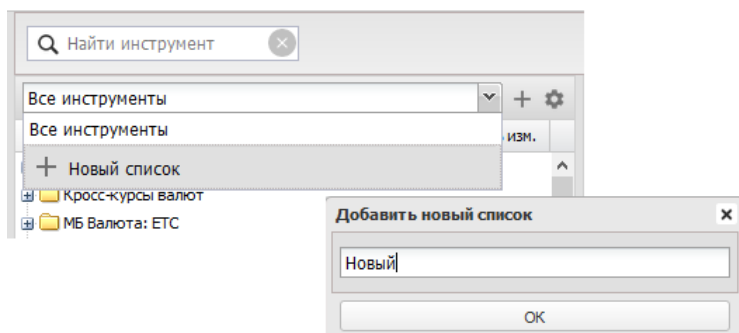 Найти инструмент
Все инструменты
Все инструменты
изм.
Новый список
Кросс-курсы валют
МБ Валюта: ETC
Добавить новый список
Новый
OK